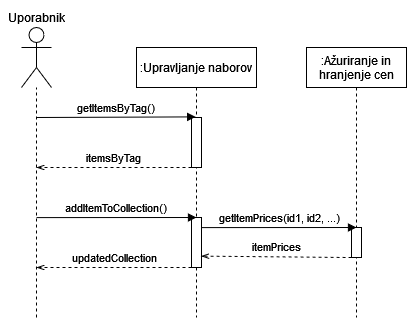 Uporabnik
:Upravljanje naborov
:Ažuriranje in
hranjenje cen
getItemsByTag()
itemsByTag
addItemToCollection()
getItemPrices(id1, id2, ...)
itemPrices
updatedCollection